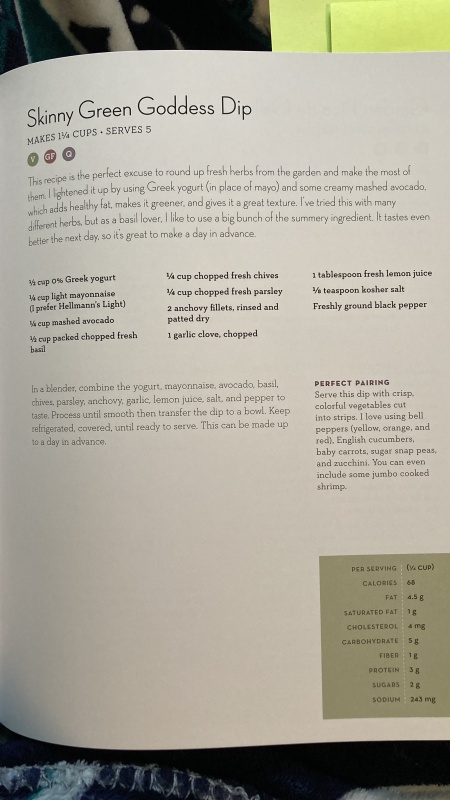 Skinny Green Goddess Dip
MAKES 1¼ CUPS • SERVES 5
V GF Q
This recipe is the perfect excuse to round up fresh herbs from the garden and make the most of
them. I lightened it up by using Greek yogurt (in place of mayo) and some creamy mashed avocado,
which adds healthy fat, makes it greener, and gives it a great texture. I've tried this with many
different herbs, but as a basil lover, I like to use a big bunch of the summery ingredient. It tastes even
better the next day, so it's great to make a day in advance.
½ cup 0% Greek yogurt
¼ cup light mayonnaise
(I prefer Hellmann's Light)
¼ cup mashed avocado
½ cup packed chopped fresh
basil
¼ cup chopped fresh chives
¼ cup chopped fresh parsley
2 anchovy fillets, rinsed and
patted dry
1 garlic clove, chopped
1 tablespoon fresh lemon juice
⅛ teaspoon kosher salt
Freshly ground black pepper
In a blender, combine the yogurt, mayonnaise, avocado, basil,
chives, parsley, anchovy, garlic, lemon juice, salt, and pepper to
taste. Process until smooth then transfer the dip to a bowl. Keep
refrigerated, covered, until ready to serve. This can be made up
to a day in advance.
PERFECT PAIRING
Serve this dip with crisp,
colorful vegetables cut
into strips. I love using bell
peppers (yellow, orange, and
red), English cucumbers,
baby carrots, sugar snap peas,
and zucchini. You can even
include some jumbo cooked
shrimp.
PER SERVING (¼ CUP)
CALORIES 68
FAT 4.5 g
SATURATED FAT 1 g
CHOLESTEROL 4 mg
CARBOHYDRATE 5 g
FIBER 1 g
PROTEIN 3 g
SUGARS 2 g
SODIUM 243 mg